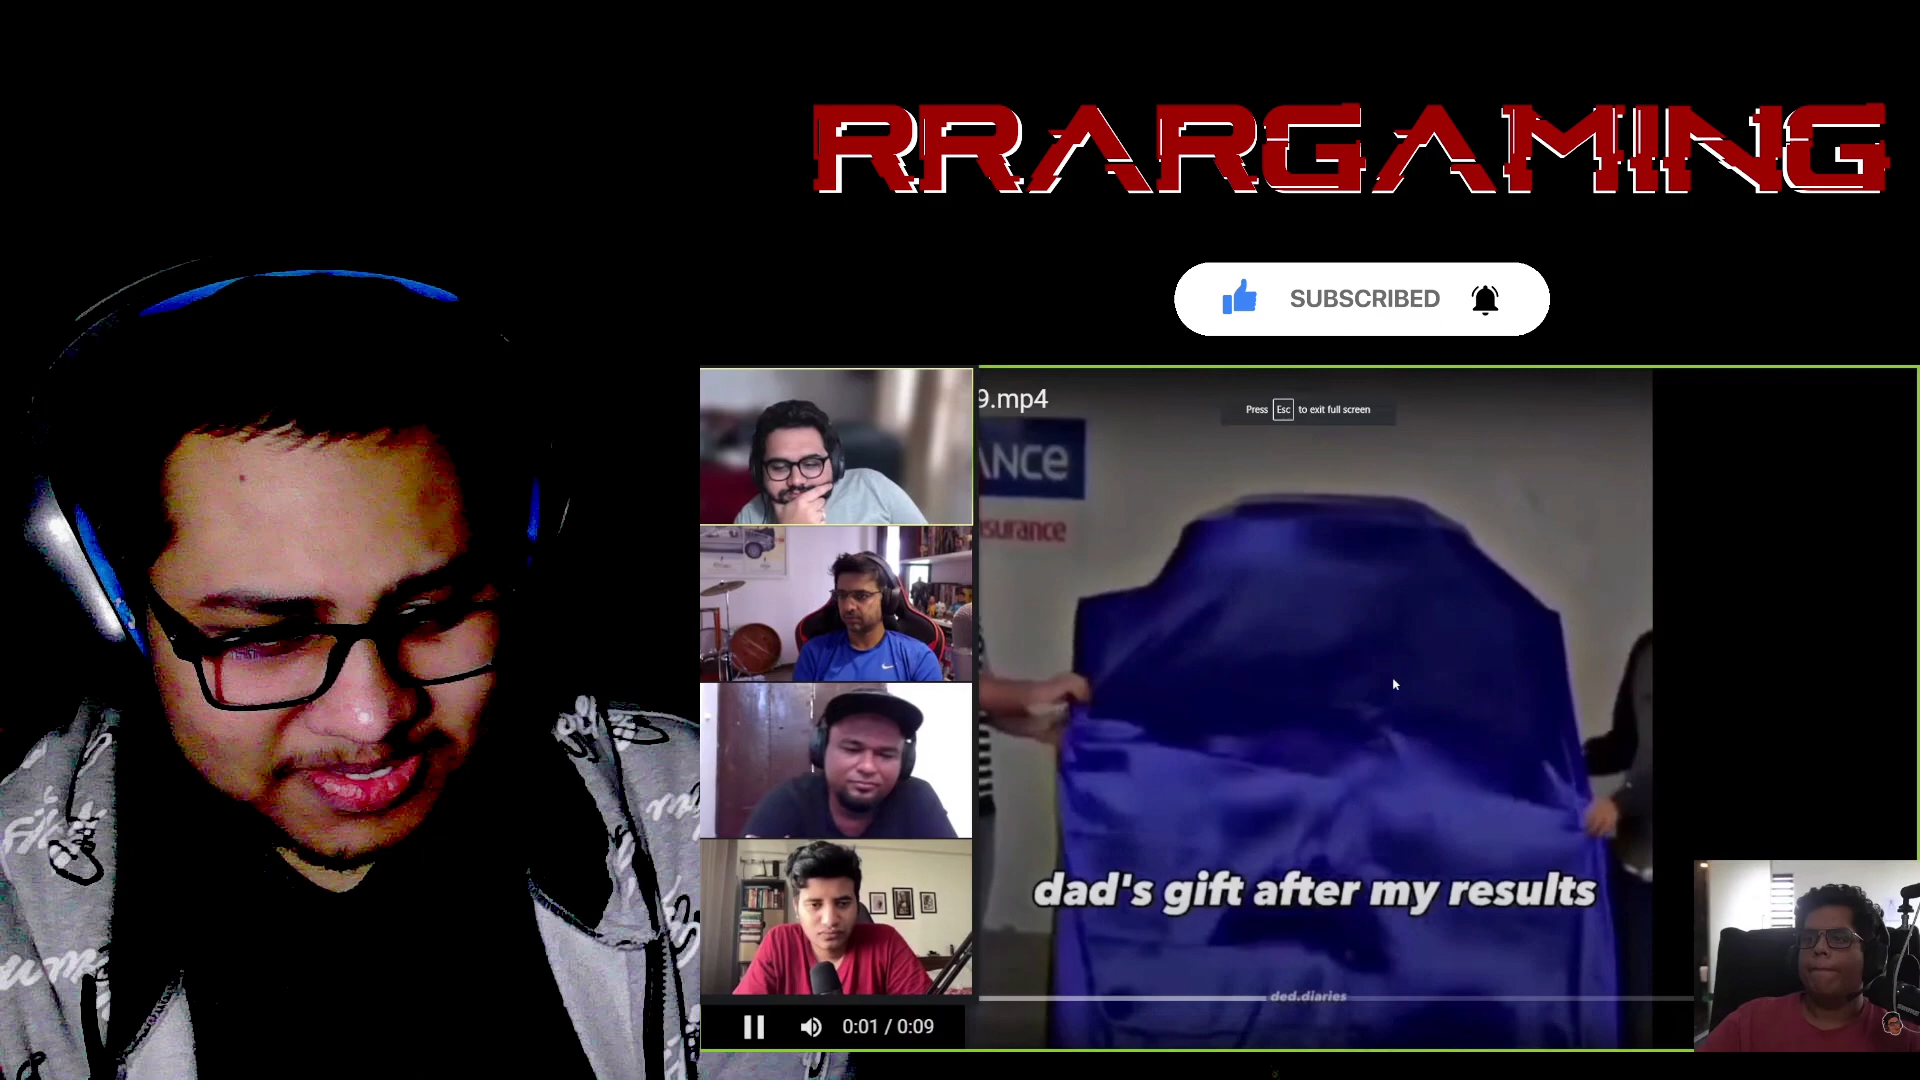 RRARGAMING
SUBSCRIBED
9.mp4
Press Esc to exit full screen
ANCe
surance
dad's gift after my results
ded.diaries
0:01 / 0:09